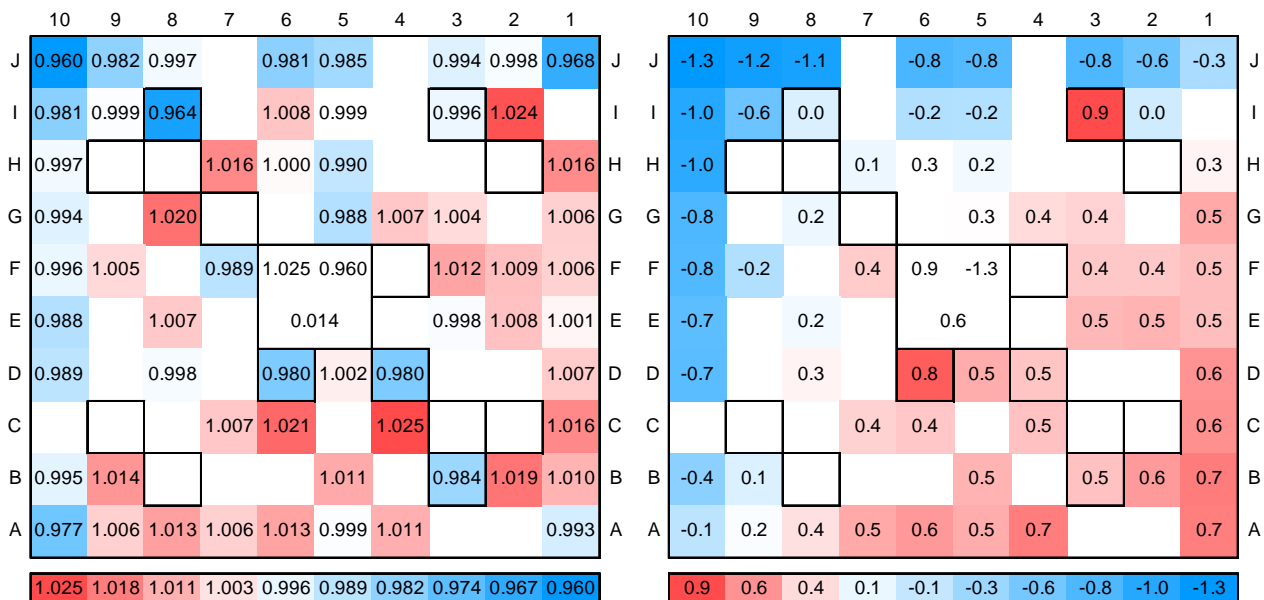 10 9 8 7 6 5 4 3 2 1 10 9 8 7 6 5 4 3 2 1
J 0.960 0.982 0.997 0.981 0.985 0.994 0.998 0.968 J -1.3 -1.2 -1.1 -0.8 -0.8 -0.8 -0.6 -0.3 J
I 0.981 0.999 0.964 1.008 0.999 0.996 1.024 I -1.0 -0.6 0.0 -0.2 -0.2 0.9 0.0 I
H 0.997 1.016 1.000 0.990 1.016 H -1.0 0.1 0.3 0.2 0.3 H
G 0.994 1.020 0.988 1.007 1.004 1.006 G G -0.8 0.2 0.3 0.4 0.4 0.5 G
F 0.996 1.005 0.989 1.025 0.960 1.012 1.009 1.006 F F -0.8 -0.2 0.4 0.9 -1.3 0.4 0.4 0.5 F
E 0.988 1.007 0.014 0.998 1.008 1.001 E E -0.7 0.2 0.6 0.5 0.5 0.5 E
D 0.989 0.998 0.980 1.002 0.980 1.007 D D -0.7 0.3 0.8 0.5 0.5 0.6 D
C 1.007 1.021 1.025 1.016 C C 0.4 0.4 0.5 0.6 C
B 0.995 1.014 1.011 0.984 1.019 1.010 B B -0.4 0.1 0.5 0.5 0.6 0.7 B
A 0.977 1.006 1.013 1.006 1.013 0.999 1.011 0.993 A A -0.1 0.2 0.4 0.5 0.6 0.5 0.7 0.7 A
1.025 1.018 1.011 1.003 0.996 0.989 0.982 0.974 0.967 0.960 0.9 0.6 0.4 0.1 -0.1 -0.3 -0.6 -0.8 -1.0 -1.3